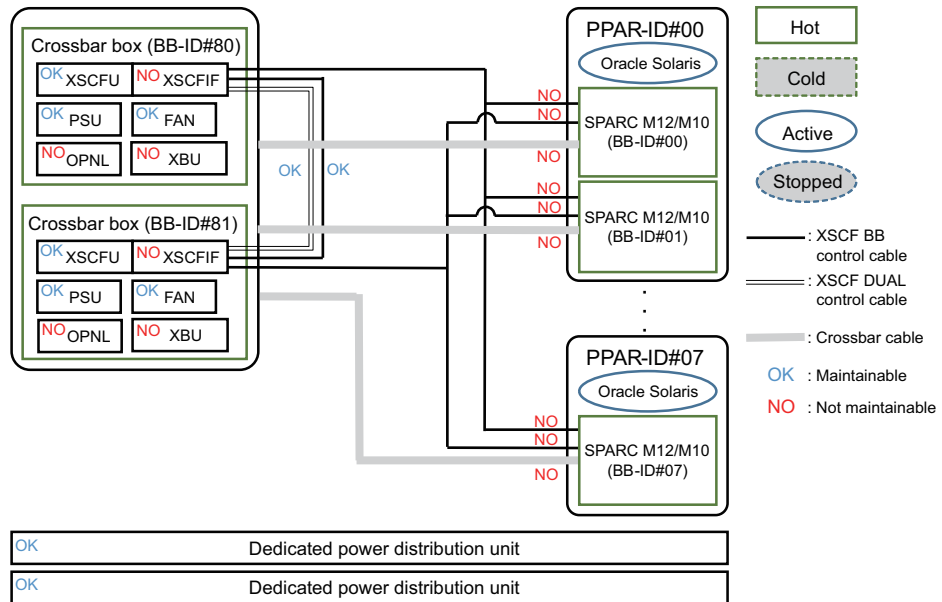 Crossbar box (BB-ID#80)
OK XSCFU NO XSCFIF
OK PSU OK FAN
NO OPNL NO XBU
OK OK
Crossbar box (BB-ID#81)
OK XSCFU NO XSCFIF
OK PSU OK FAN
NO OPNL NO XBU
PPAR-ID#00
Oracle Solaris
NO
NO
SPARC M12/M10
(BB-ID#00)
NO
NO
NO
SPARC M12/M10
(BB-ID#01)
NO
PPAR-ID#07
Oracle Solaris
NO
NO
SPARC M12/M10
(BB-ID#07)
NO
Hot
Cold
Active
Stopped
: XSCF BB
control cable
: XSCF DUAL
control cable
: Crossbar cable
OK : Maintainable
NO : Not maintainable
OK Dedicated power distribution unit
OK Dedicated power distribution unit